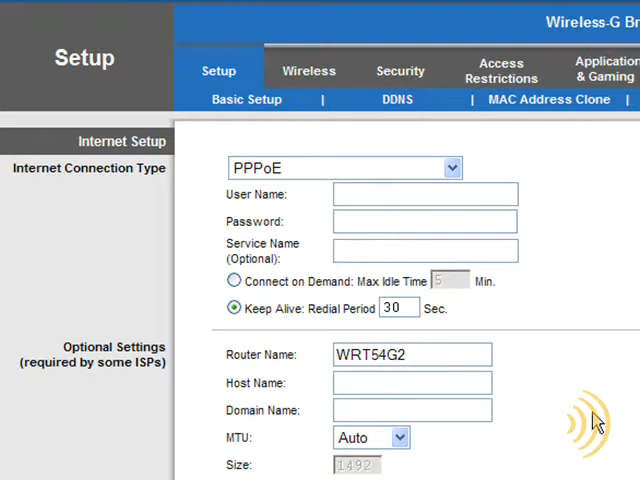 Wireless-G Br
Setup
Setup Wireless Security Access Restrictions Application & Gaming
Basic Setup | DDNS | MAC Address Clone |
Internet Setup
Internet Connection Type PPPoE
User Name:
Password:
Service Name
(Optional):
Connect on Demand: Max Idle Time 5 Min.
Keep Alive: Redial Period 30 Sec.
Optional Settings
(required by some ISPs)
Router Name: WRT54G2
Host Name:
Domain Name:
MTU: Auto
Size: 1492